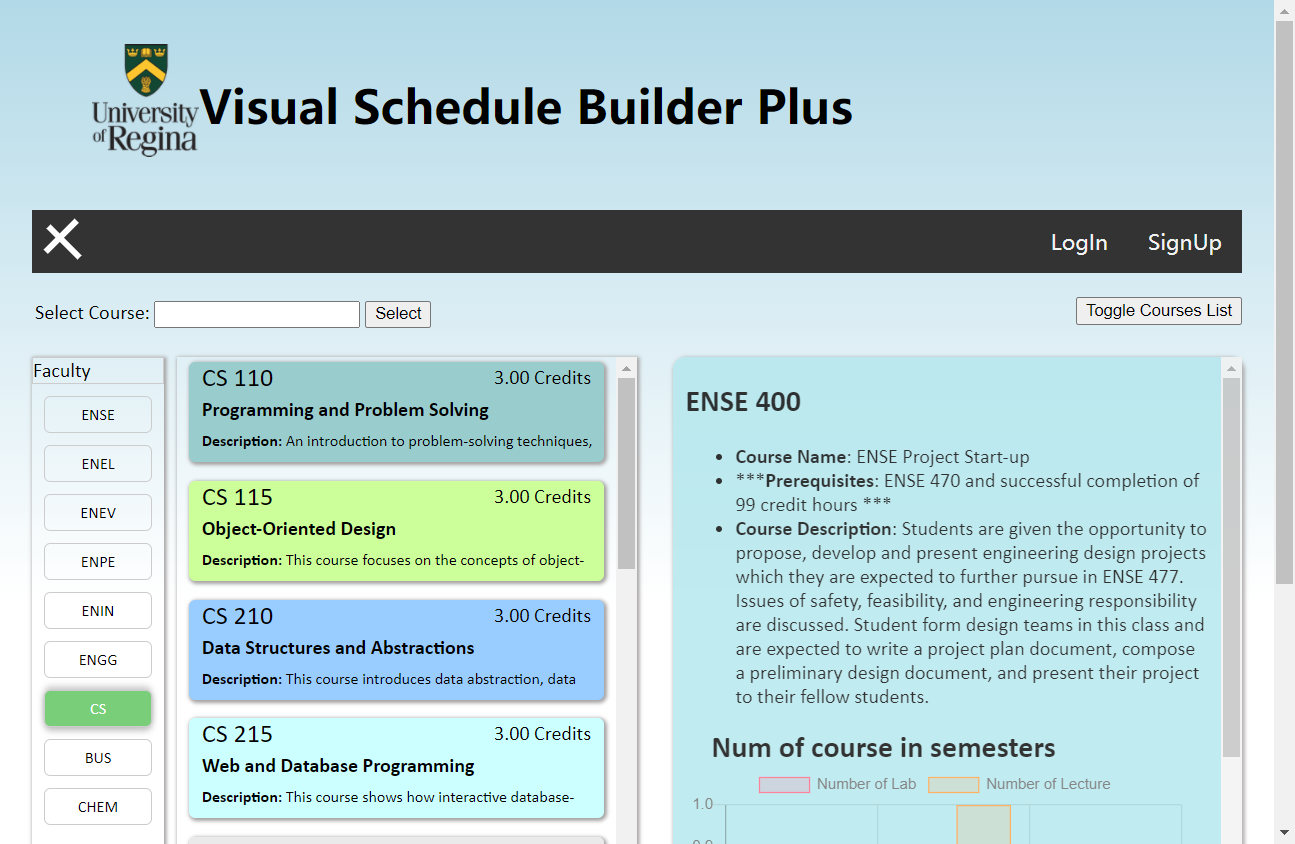 University
of Regina
Visual Schedule Builder Plus
LogIn
SignUp
Select Course:
Select
Toggle Courses List
Faculty
ENSE
ENEL
ENEV
ENPE
ENIN
ENGG
CS
BUS
CHEM
CS 110
3.00 Credits
Programming and Problem Solving
Description: An introduction to problem-solving techniques,
CS 115
3.00 Credits
Object-Oriented Design
Description: This course focuses on the concepts of object-
CS 210
3.00 Credits
Data Structures and Abstractions
Description: This course introduces data abstraction, data
CS 215
3.00 Credits
Web and Database Programming
Description: This course shows how interactive database-
ENSE 400
• Course Name: ENSE Project Start-up
• ***Prerequisites: ENSE 470 and successful completion of
99 credit hours ***
• Course Description: Students are given the opportunity to
propose, develop and present engineering design projects
which they are expected to further pursue in ENSE 477.
Issues of safety, feasibility, and engineering responsibility
are discussed. Student form design teams in this class and
are expected to write a project plan document, compose
a preliminary design document, and present their project
to their fellow students.
Num of course in semesters
Number of Lab
Number of Lecture
1.0